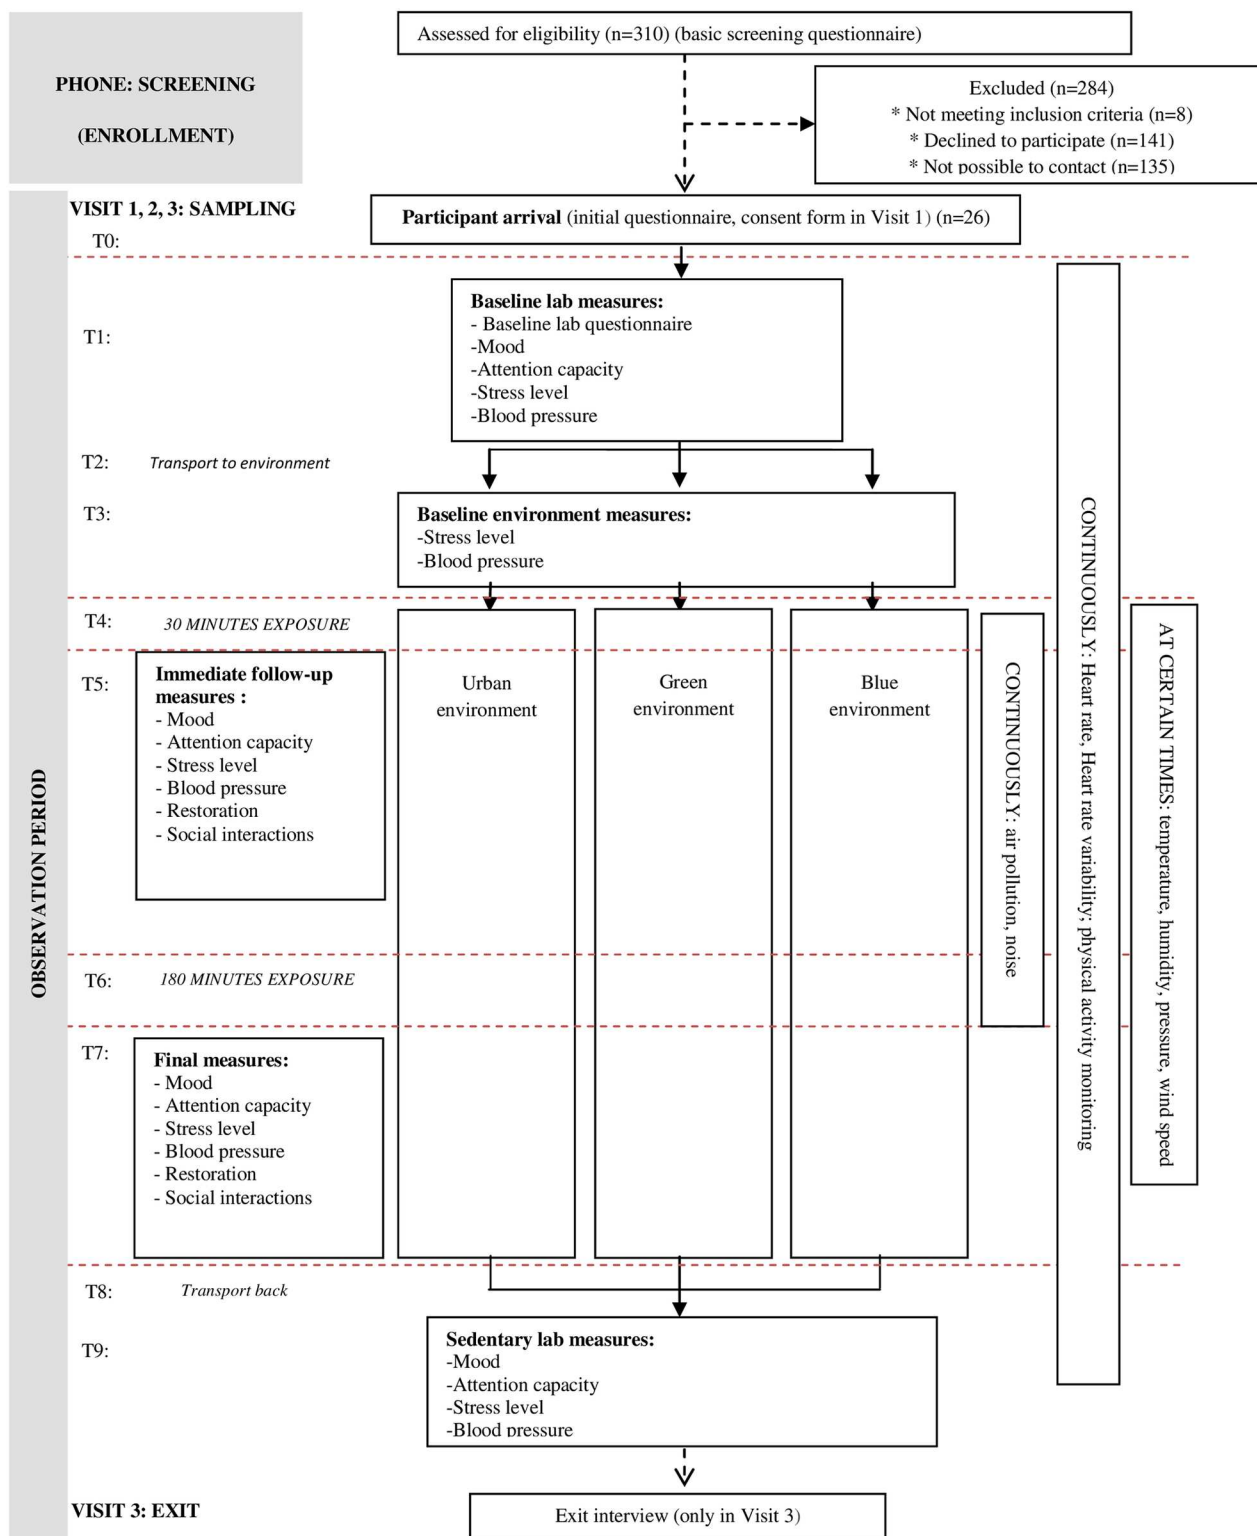 Assessed for eligibility (n=310) (basic screening questionnaire)
PHONE: SCREENING
(ENROLLMENT)
Excluded (n=284)
* Not meeting inclusion criteria (n=8)
* Declined to participate (n=141)
* Not possible to contact (n=135)
VISIT 1, 2, 3: SAMPLING
Participant arrival (initial questionnaire, consent form in Visit 1) (n=26)
T0:
OBSERVATION PERIOD
T1:
Baseline lab measures:
- Baseline lab questionnaire
-Mood
-Attention capacity
-Stress level
-Blood pressure
T2:
Transport to environment
T3:
Baseline environment measures:
-Stress level
-Blood pressure
T4:
30 MINUTES EXPOSURE
T5:
Immediate follow-up
measures :
- Mood
- Attention capacity
- Stress level
- Blood pressure
- Restoration
- Social interactions
Urban
environment
Green
environment
Blue
environment
CONTINUOUSLY: air pollution, noise
CONTINUOUSLY: Heart rate, Heart rate variability; physical activity monitoring
AT CERTAIN TIMES: temperature, humidity, pressure, wind speed
T6:
180 MINUTES EXPOSURE
T7:
Final measures:
- Mood
- Attention capacity
- Stress level
- Blood pressure
- Restoration
- Social interactions
T8:
Transport back
T9:
Sedentary lab measures:
-Mood
-Attention capacity
-Stress level
-Blood pressure
VISIT 3: EXIT
Exit interview (only in Visit 3)